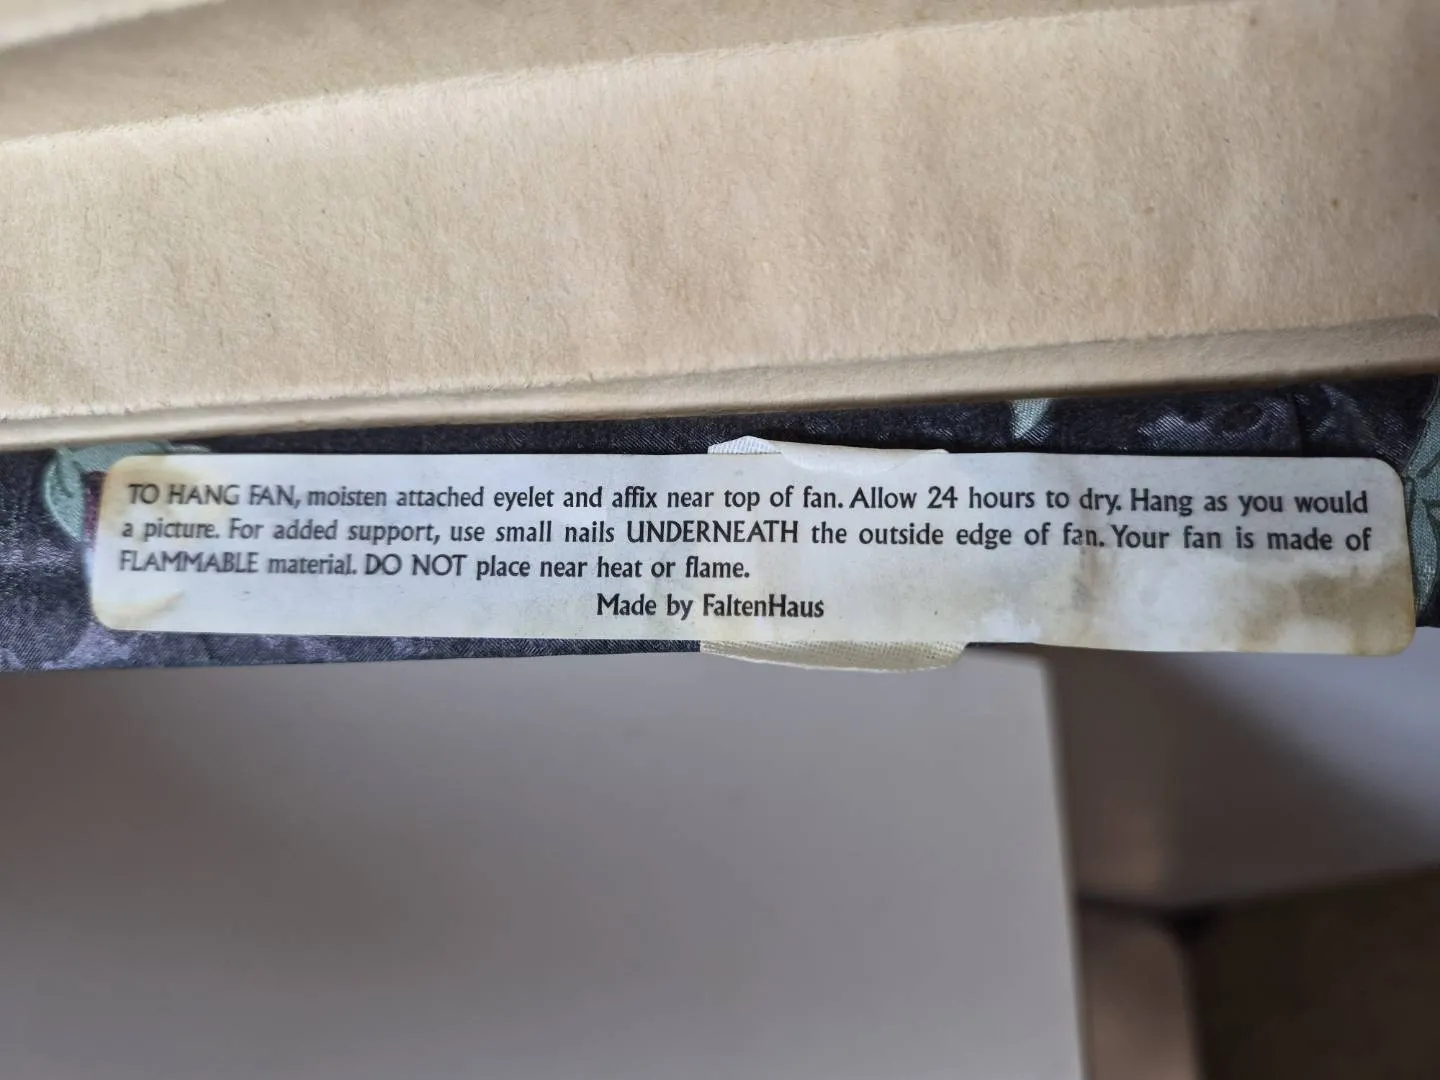 TO HANG FAN, moisten attached eyelet and affix near top of fan. Allow 24 hours to dry. Hang as you would
a picture. For added support, use small nails UNDERNEATH the outside edge of fan. Your fan is made of
FLAMMABLE material. DO NOT place near heat or flame.
Made by FaltenHaus